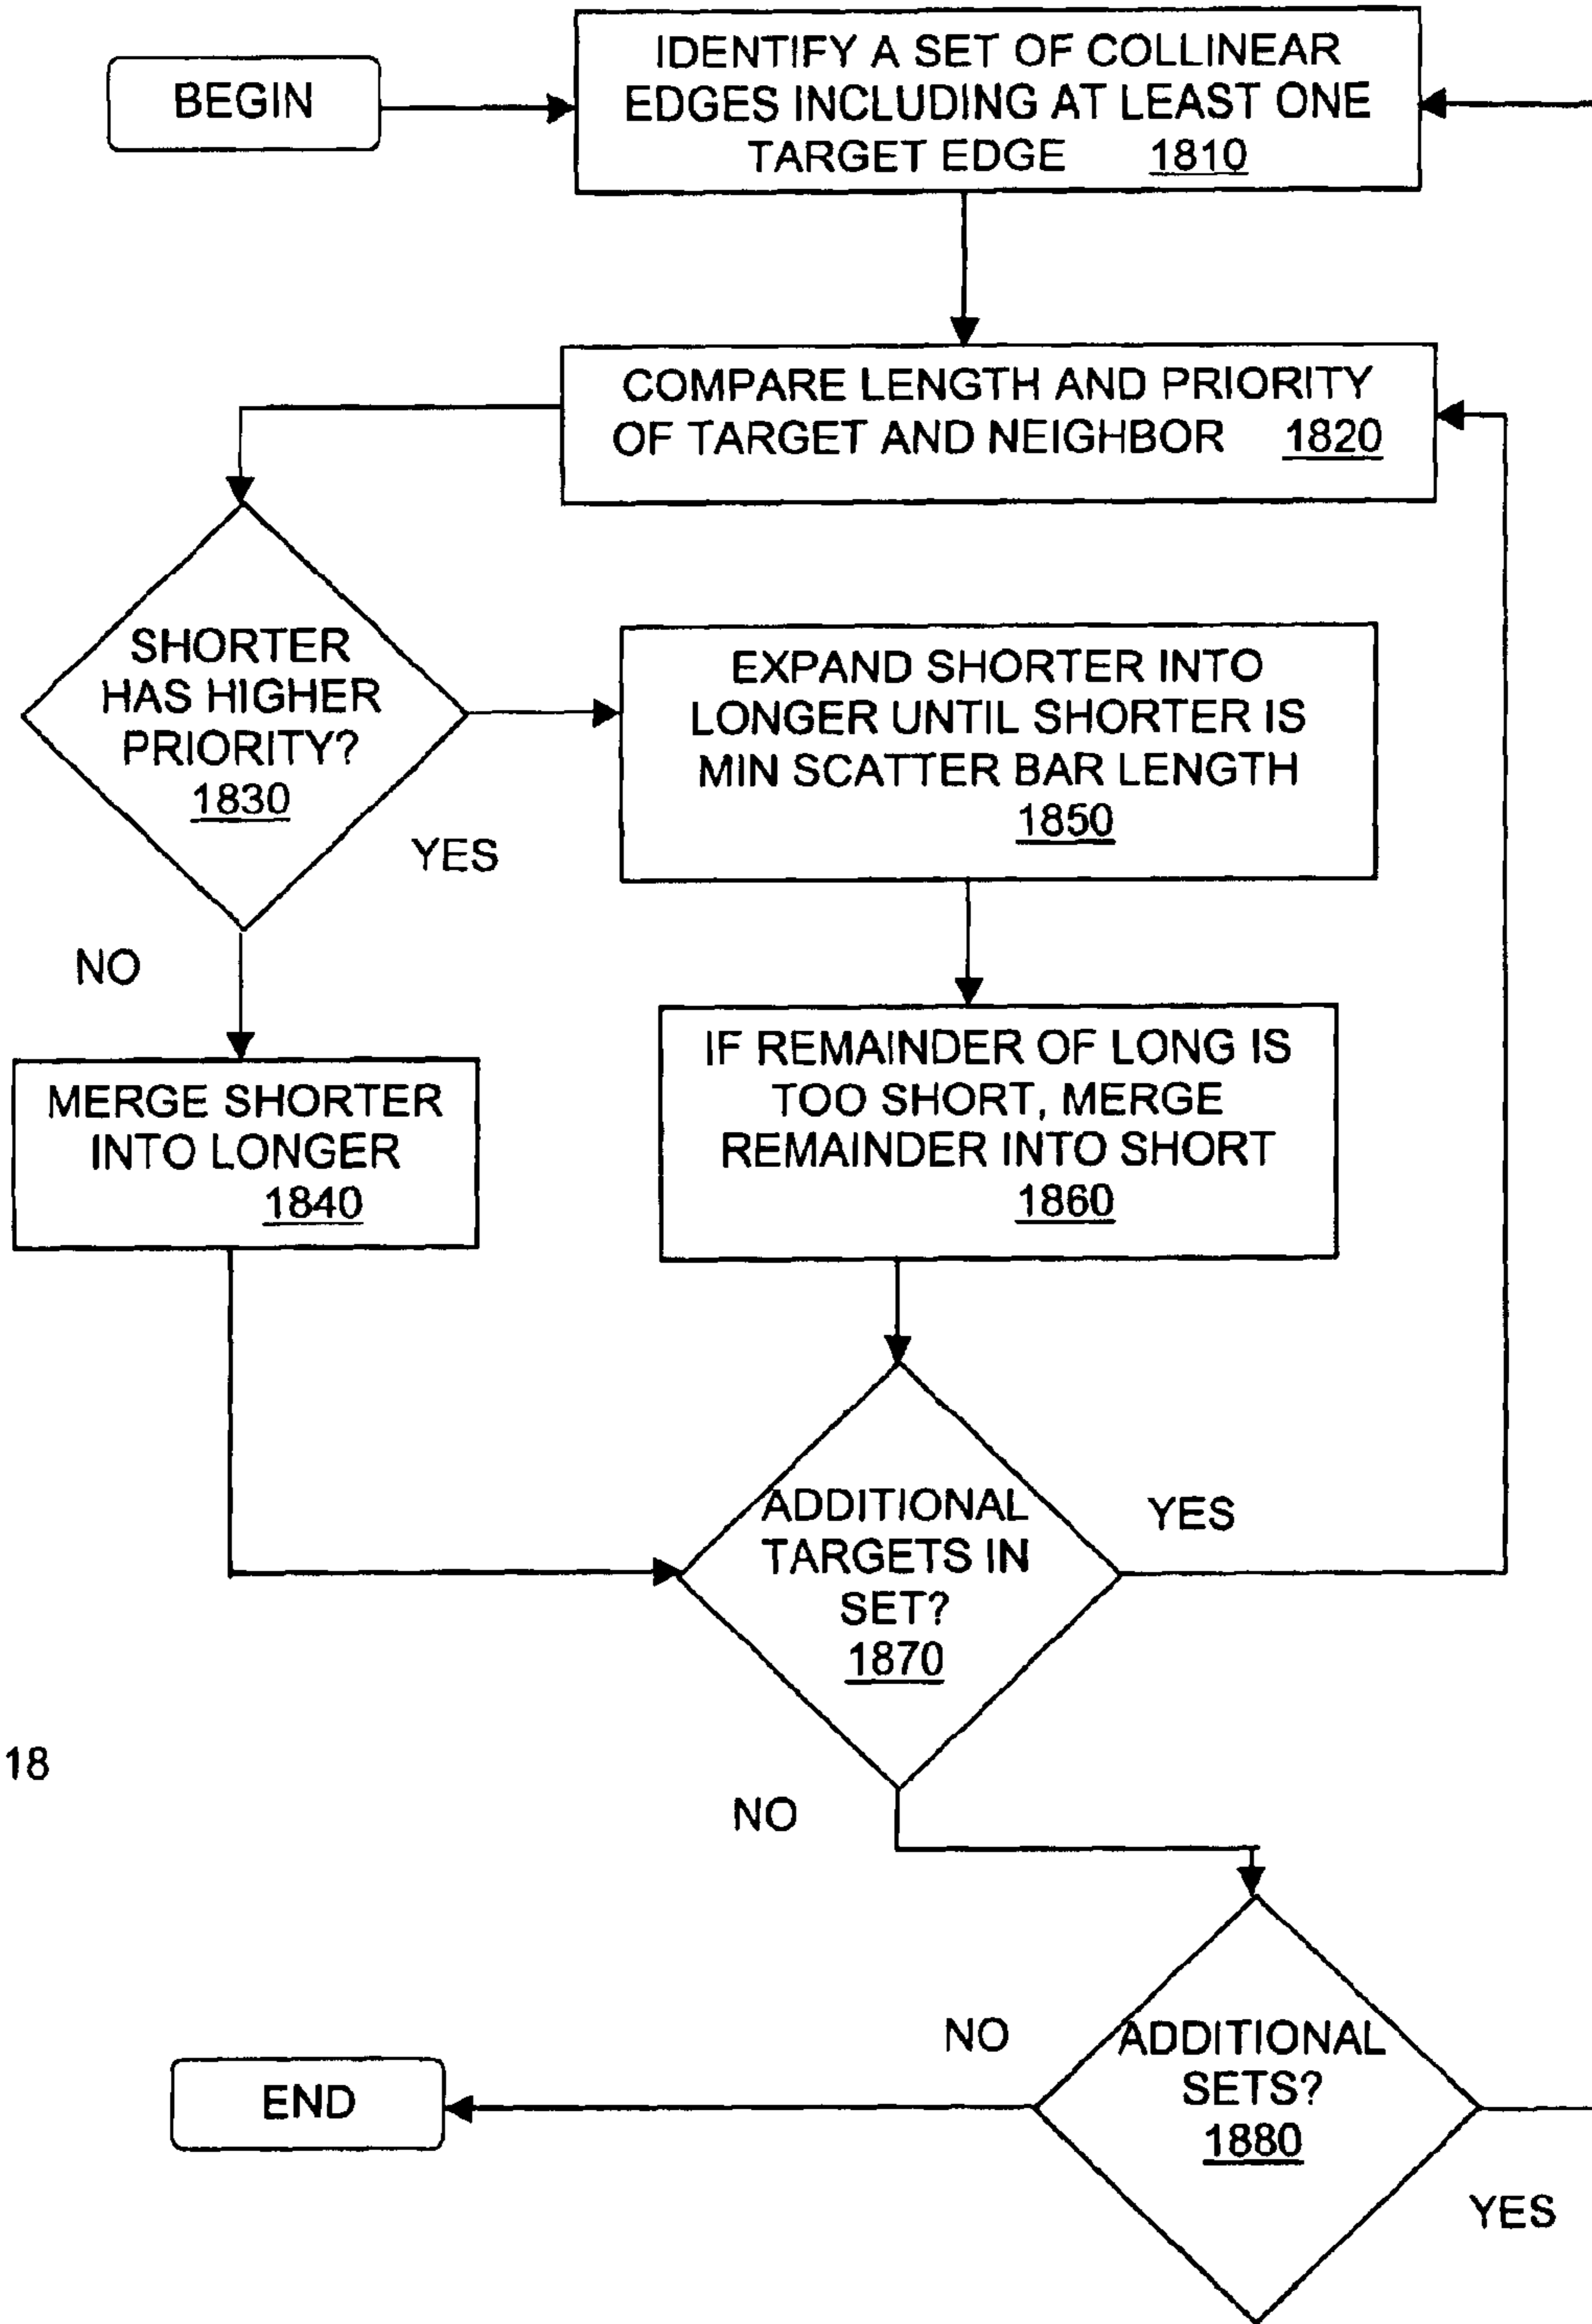 BEGIN
IDENTIFY A SET OF COLLINEAR
EDGES INCLUDING AT LEAST ONE
TARGET EDGE 1810
COMPARE LENGTH AND PRIORITY
OF TARGET AND NEIGHBOR 1820
SHORTER
HAS HIGHER
PRIORITY?
1830
YES
NO
EXPAND SHORTER INTO
LONGER UNTIL SHORTER IS
MIN SCATTER BAR LENGTH
1850
MERGE SHORTER
INTO LONGER
1840
IF REMAINDER OF LONG IS
TOO SHORT, MERGE
REMAINDER INTO SHORT
1860
ADDITIONAL
TARGETS IN
SET?
1870
YES
NO
18
ADDITIONAL
SETS?
1880
NO
YES
END